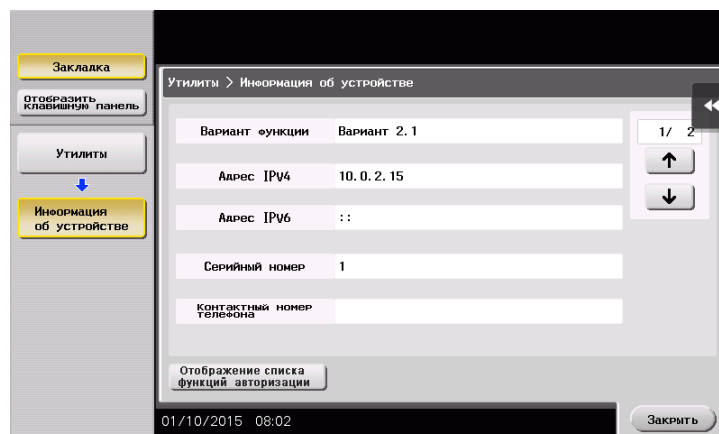 Закладка
Отобразить
клавишную панель
Утилиты
Информация
об устройстве
Утилиты > Информация об устройстве
Вариант функции Вариант 2.1
1/ 2
Адрес IPv4 10.0.2.15
Адрес IPv6 ::
Серийный номер 1
Контактный номер
телефона
Отображение списка
функций авторизации
01/10/2015 08:02
Закрыть